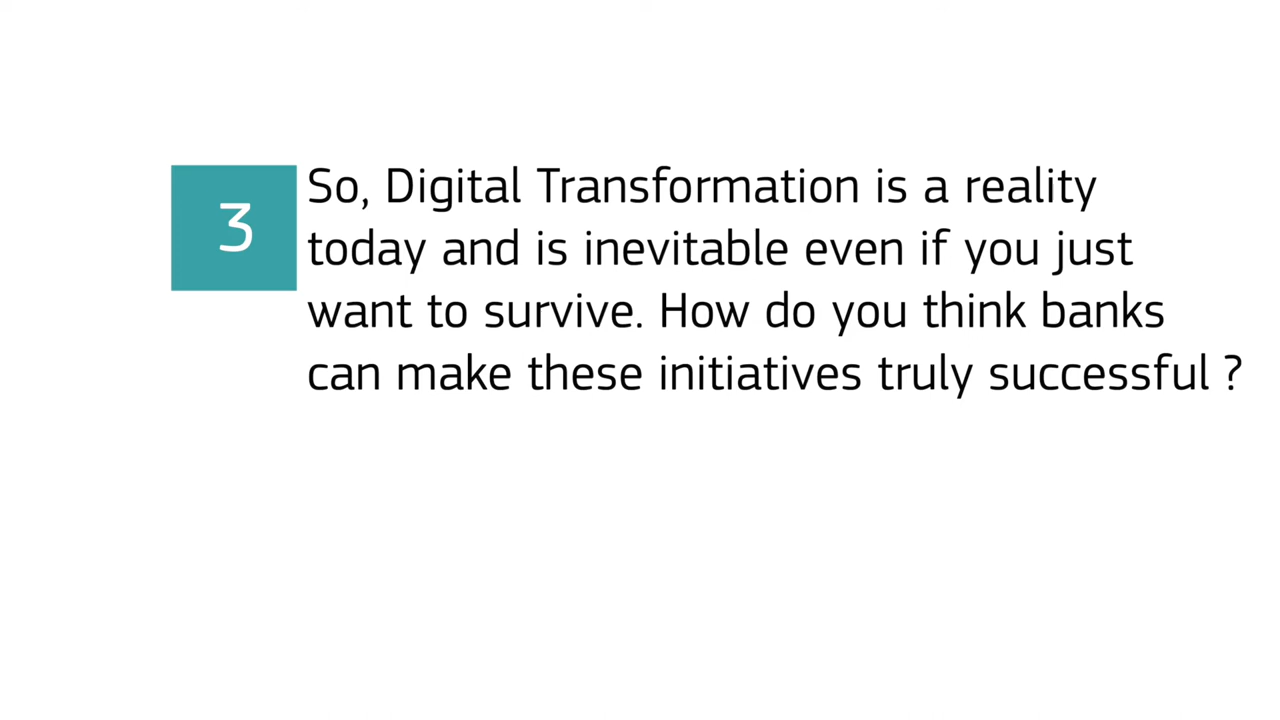 3
So, Digital Transformation is a reality
today and is inevitable even if you just
want to survive. How do you think banks
can make these initiatives truly successful ?